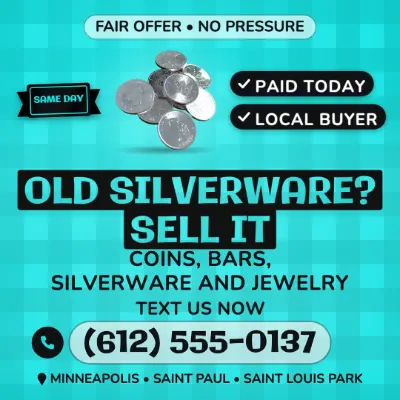 FAIR OFFER • NO PRESSURE
SAME DAY
PAID TODAY
LOCAL BUYER
OLD SILVERWARE?
SELL IT
COINS, BARS,
SILVERWARE AND JEWELRY
TEXT US NOW
(612) 555-0137
MINNEAPOLIS • SAINT PAUL • SAINT LOUIS PARK